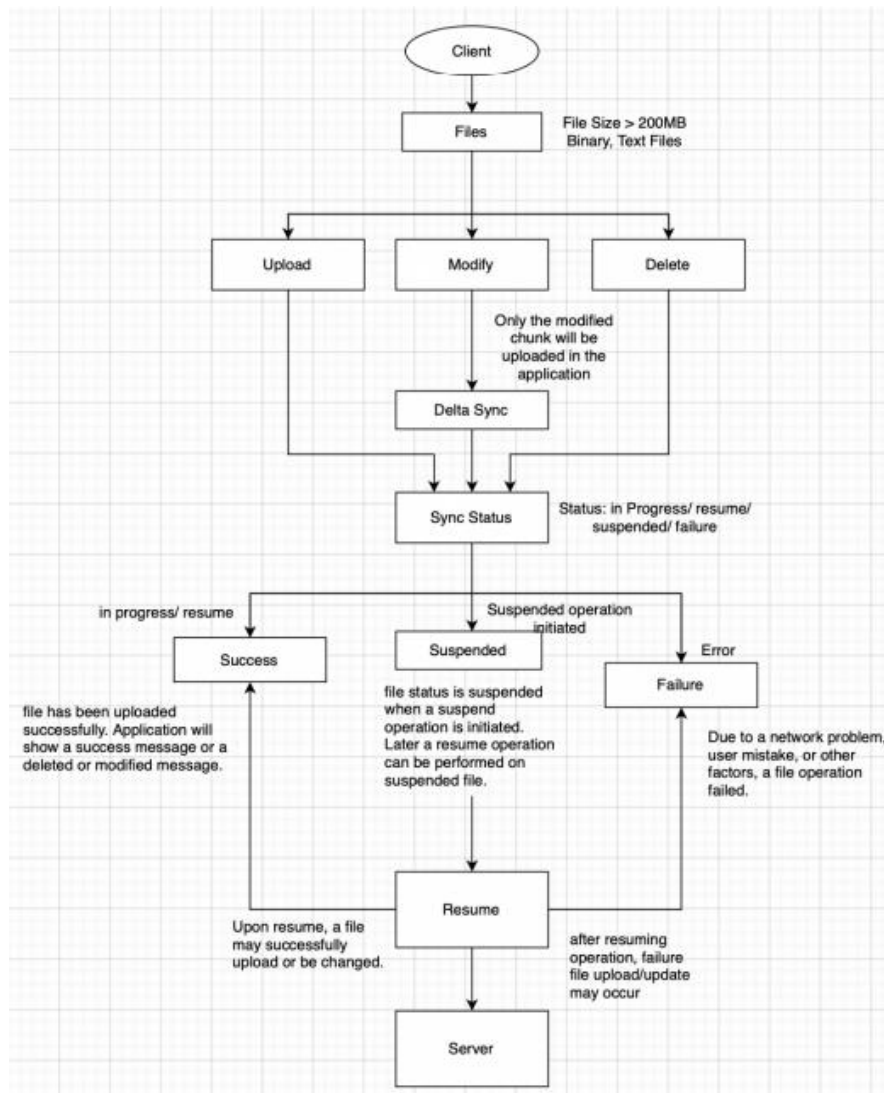 Client
Files
File Size > 200MB
Binary, Text Files
Upload
Modify
Delete
Only the modified
chunk will be
uploaded in the
application
Delta Sync
Sync Status
Status: in Progress/ resume/
suspended/ failure
in progress/ resume
Suspended operation
initiated
Success
Suspended
Error
Failure
file has been uploaded
successfully. Application will
show a success message or a
deleted or modified message.
file status is suspended
when a suspend
operation is initiated.
Later a resume operation
can be performed on
suspended file.
Due to a network problem,
user mistake, or other
factors, a file operation
failed.
Resume
Upon resume, a file
may successfully
upload or be changed.
after resuming
operation, failure
file upload/update
may occur
Server